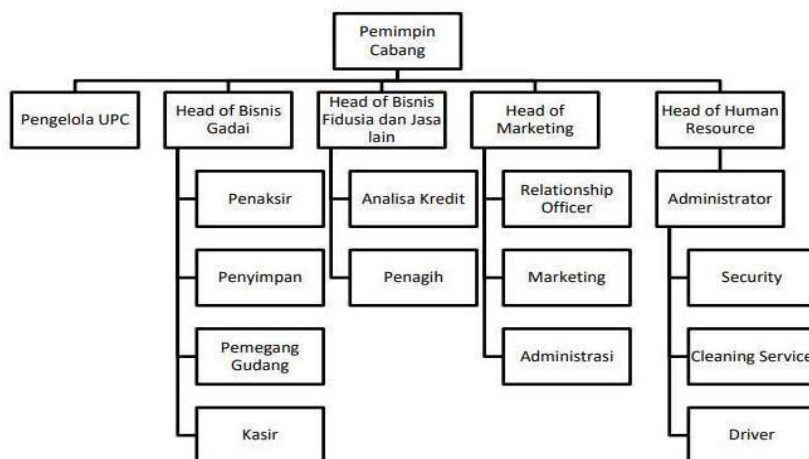 Pemimpin
Cabang
Pengelola UPC
Head of Bisnis
Gadai
Head of Bisnis
Fidusia dan Jasa
lain
Head of
Marketing
Head of Human
Resource
Penaksir
Analisa Kredit
Relationship
Officer
Administrator
Penyimpan
Penagih
Marketing
Security
Pemegang
Gudang
Administrasi
Cleaning Service
Kasir
Driver